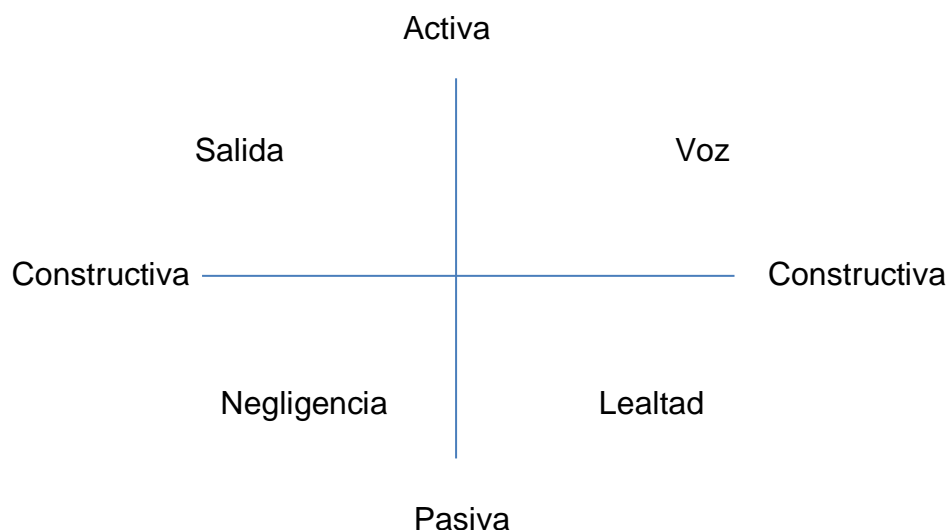 Activa
Salida Voz
Constructiva Constructiva
Negligencia Lealtad
Pasiva